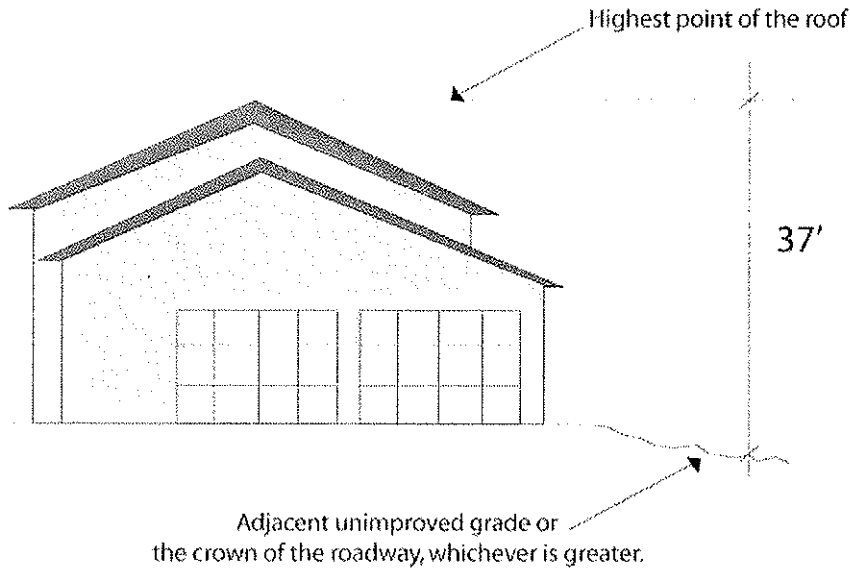 Highest point of the roof
37'
Adjacent unimproved grade or
the crown of the roadway, whichever is greater.